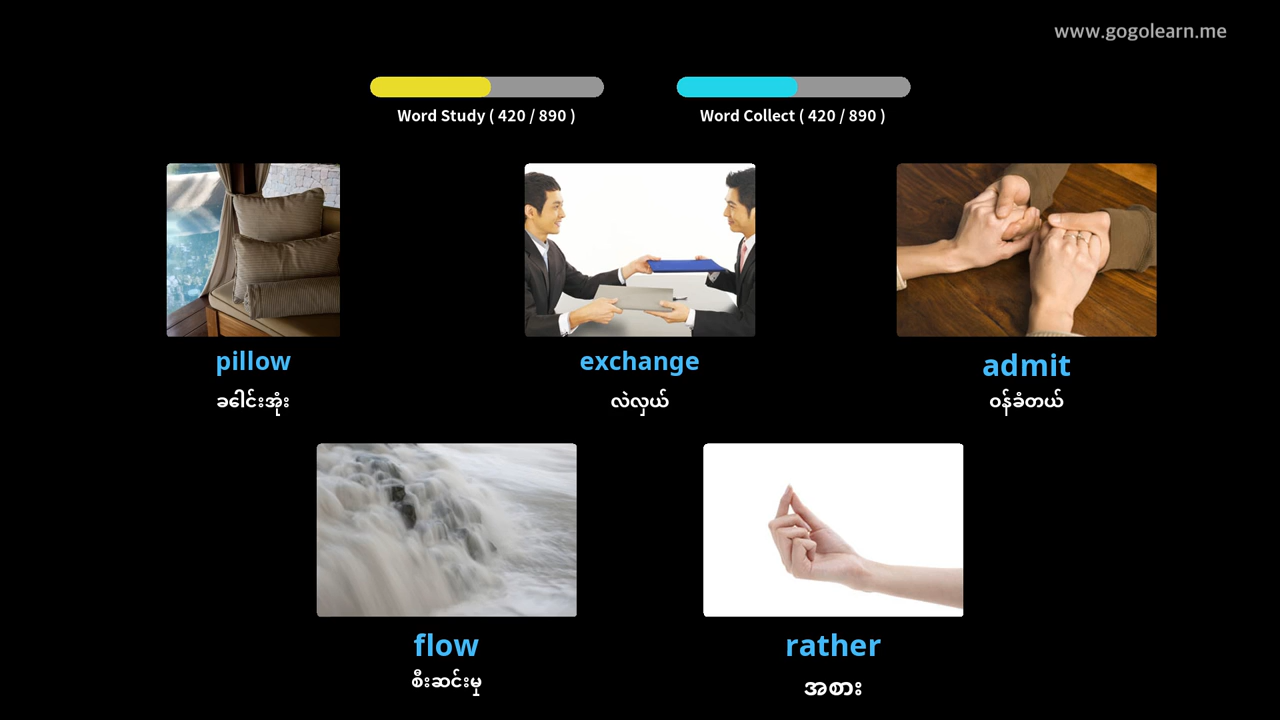 www.gogolearn.me
Word Study ( 420 / 890 )
Word Collect ( 420 / 890 )
pillow
ခေါင်းအုံး
exchange
လဲလှယ်
admit
ဝန်ခံတယ်
flow
စီးဆင်းမှု
rather
အစား